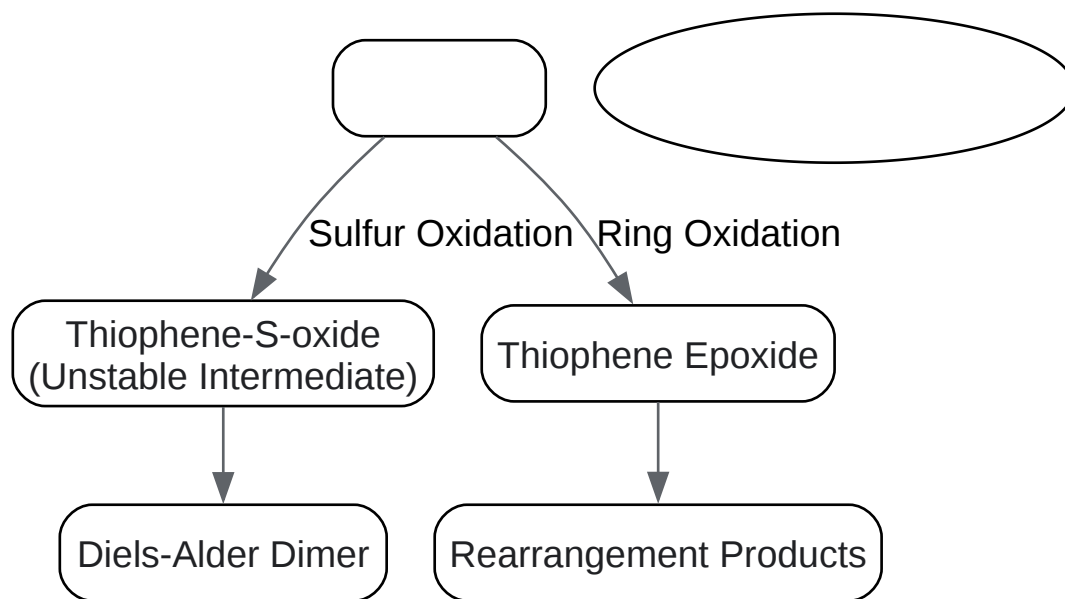 Sulfur Oxidation
Ring Oxidation
Thiophene-S-oxide
(Unstable Intermediate)
Thiophene Epoxide
Diels-Alder Dimer
Rearrangement Products